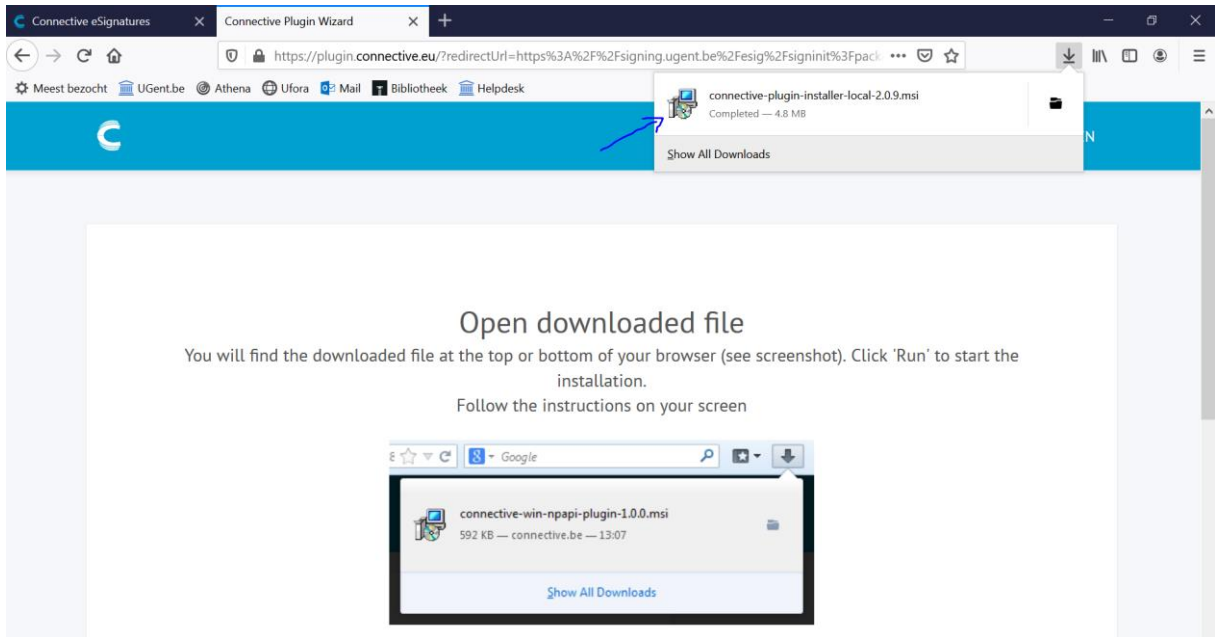 Connective eSignatures
Connective Plugin Wizard
https://plugin.connective.eu/?redirectUrl=https%3A%2F%2Fsigning.ugent.be%2Fesig%2Fsigninit%3Fpack
Meest bezocht UGent.be Athena Ufora Mail Bibliotheek Helpdesk
connective-plugin-installer-local-2.0.9.msi
Completed — 4.8 MB
Show All Downloads
N
Open downloaded file
You will find the downloaded file at the top or bottom of your browser (see screenshot). Click 'Run' to start the
installation.
Follow the instructions on your screen
8 Google
connective-win-npapi-plugin-1.0.0.msi
592 KB — connective.be — 13:07
Show All Downloads